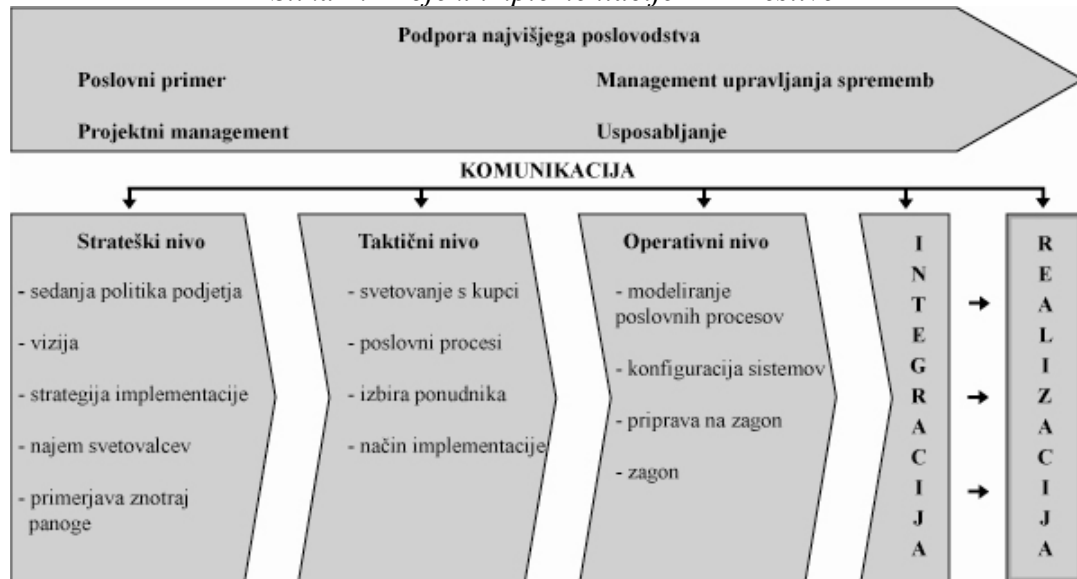 Podpora najvišjega poslovodstva
Poslovni primer
Management upravljanja sprememb
Projektni management
Usposabljanje
KOMUNIKACIJA
Strateški nivo
- sedanja politika podjetja
- vizija
- strategija implementacije
- najem svetovalcev
- primerjava znotraj
panoge
Taktični nivo
- svetovanje s kupci
- poslovni procesi
- izbira ponudnika
- način implementacije
Operativni nivo
- modeliranje
poslovnih procesov
- konfiguracija sistemov
- priprava na zagon
- zagon
INTEGRACIJA
REALIZACIJA